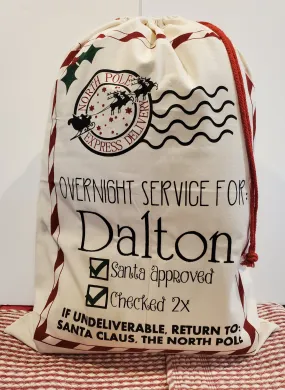 NORTH POLE
EXPRESS DELIVERY
OVERNIGHT SERVICE FOR:
Dalton
Santa approved
Checked 2x
IF UNDELIVERABLE, RETURN TO:
SANTA CLAUS, THE NORTH POLE